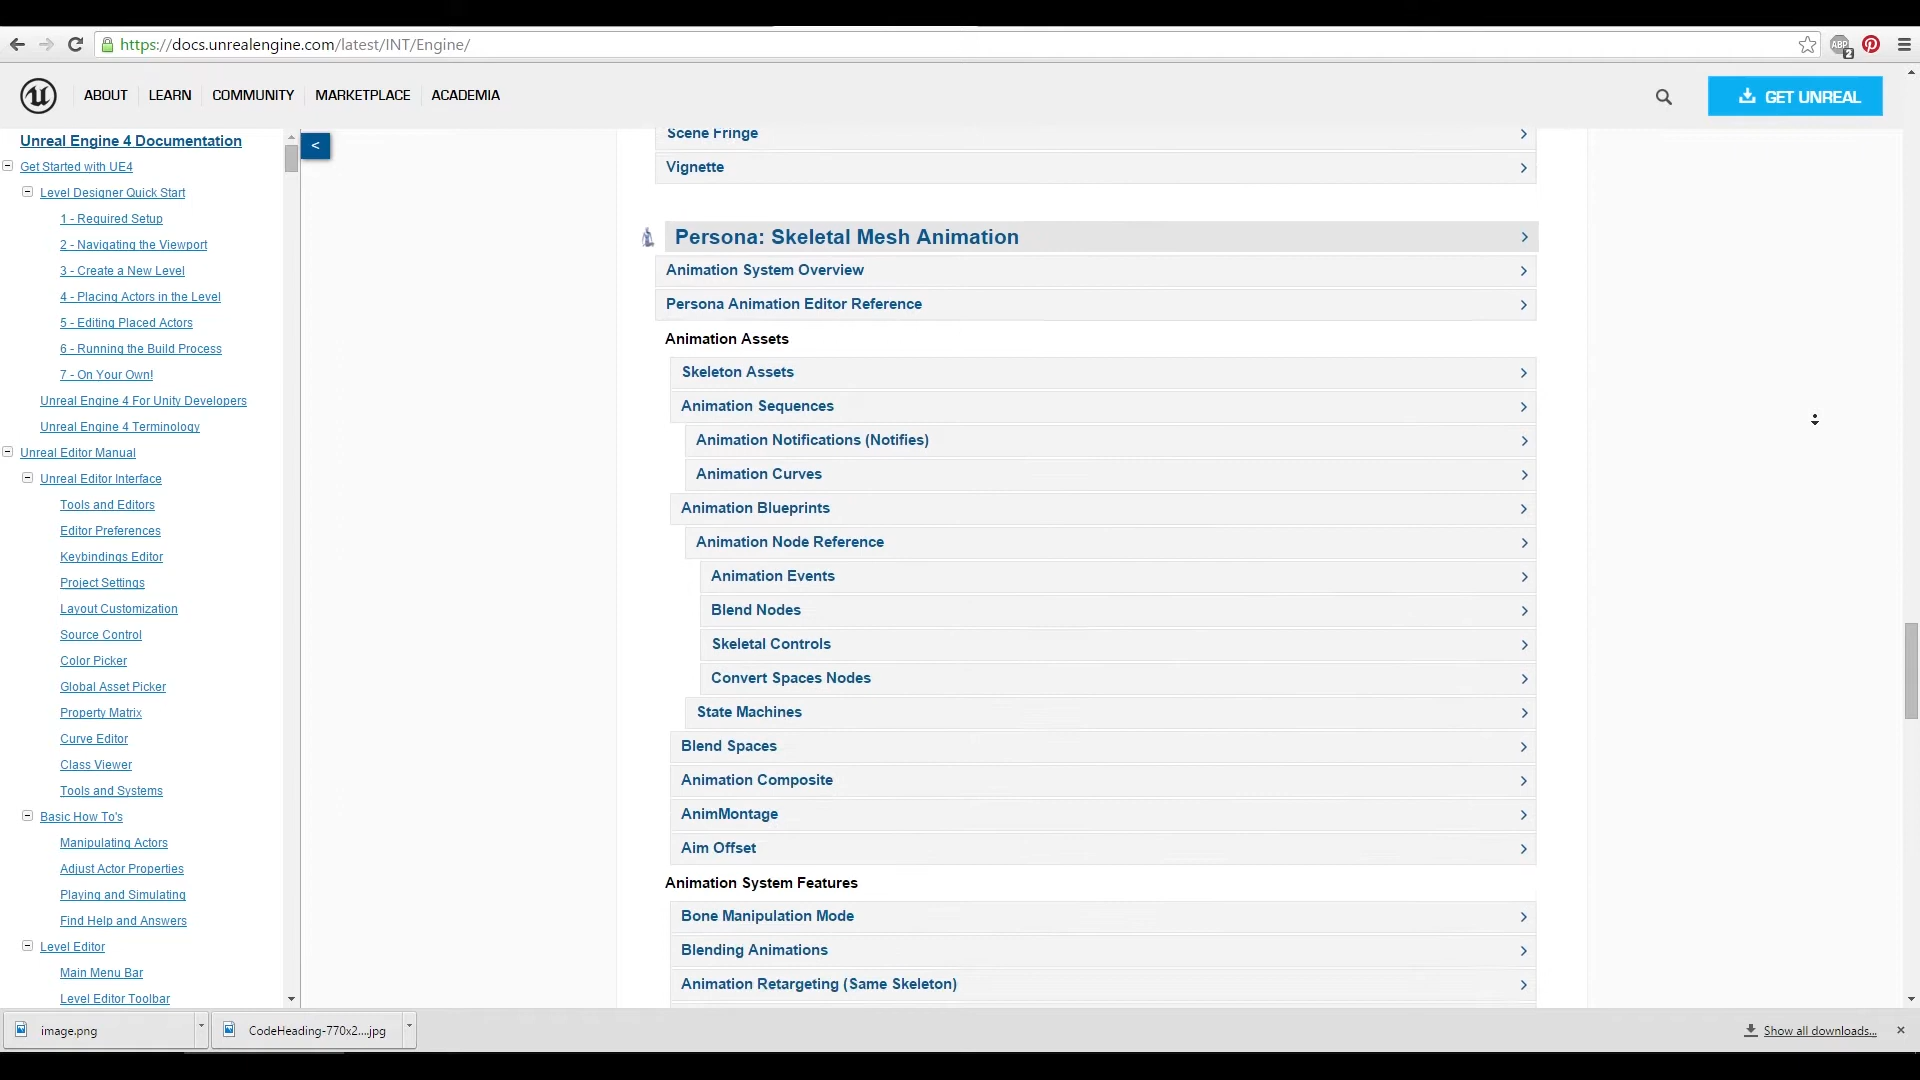 https://docs.unrealengine.com/latest/INT/Engine/
ABP
2
ABOUT
LEARN
COMMUNITY
MARKETPLACE
ACADEMIA
GET UNREAL
Unreal Engine 4 Documentation
Get Started with UE4
Level Designer Quick Start
1 - Required Setup
2 - Navigating the Viewport
3 - Create a New Level
4 - Placing Actors in the Level
5 - Editing Placed Actors
6 - Running the Build Process
7 - On Your Own!
Unreal Engine 4 For Unity Developers
Unreal Engine 4 Terminology
Unreal Editor Manual
Unreal Editor Interface
Tools and Editors
Editor Preferences
Keybindings Editor
Project Settings
Layout Customization
Source Control
Color Picker
Global Asset Picker
Property Matrix
Curve Editor
Class Viewer
Tools and Systems
Basic How To's
Manipulating Actors
Adjust Actor Properties
Playing and Simulating
Find Help and Answers
Level Editor
Main Menu Bar
Level Editor Toolbar
<
Scene Fringe
Vignette
Persona: Skeletal Mesh Animation
Animation System Overview
Persona Animation Editor Reference
Animation Assets
Skeleton Assets
Animation Sequences
Animation Notifications (Notifies)
Animation Curves
Animation Blueprints
Animation Node Reference
Animation Events
Blend Nodes
Skeletal Controls
Convert Spaces Nodes
State Machines
Blend Spaces
Animation Composite
AnimMontage
Aim Offset
Animation System Features
Bone Manipulation Mode
Blending Animations
Animation Retargeting (Same Skeleton)
image.png
CodeHeading-770x2....jpg
Show all downloads...